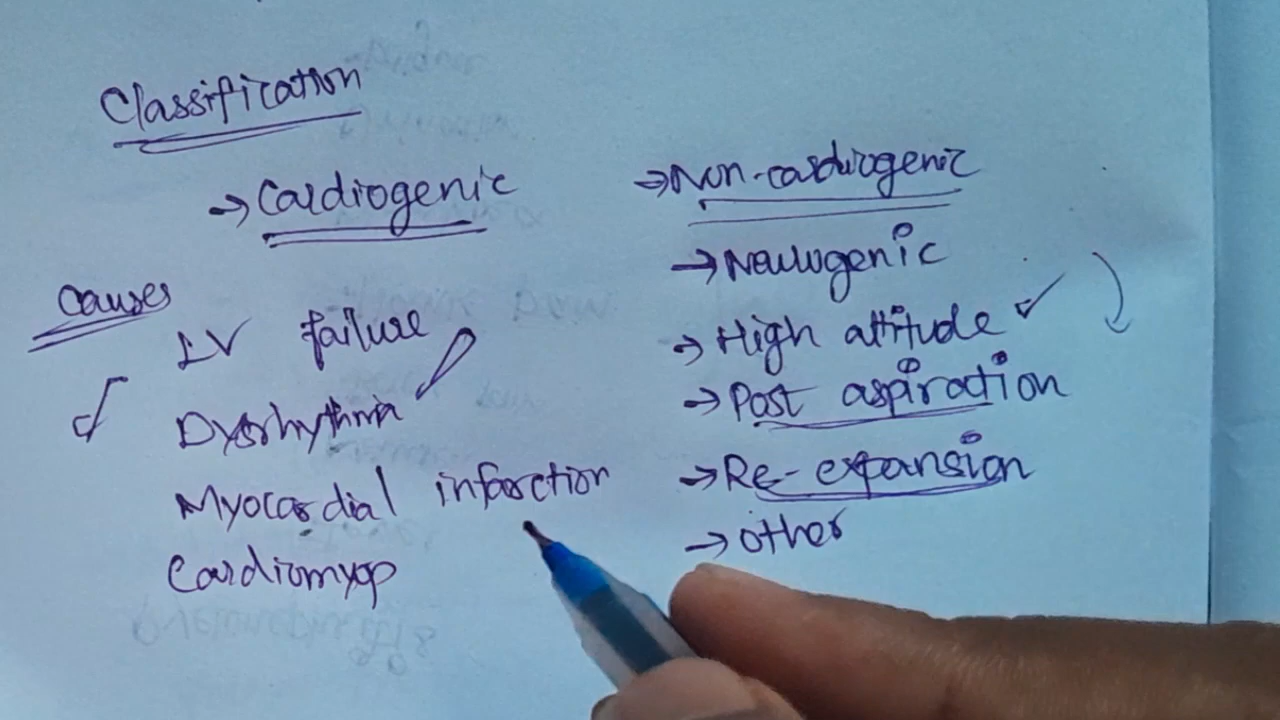 Classification
→ Cardiogenic
Causes
LV failure
Dysrhythmia
Myocardial infarction
Cardiomyop
→ Non-cardiogenic
→ Neurogenic
→ High altitude ✓
→ Post aspiration
→ Re-expansion
→ other